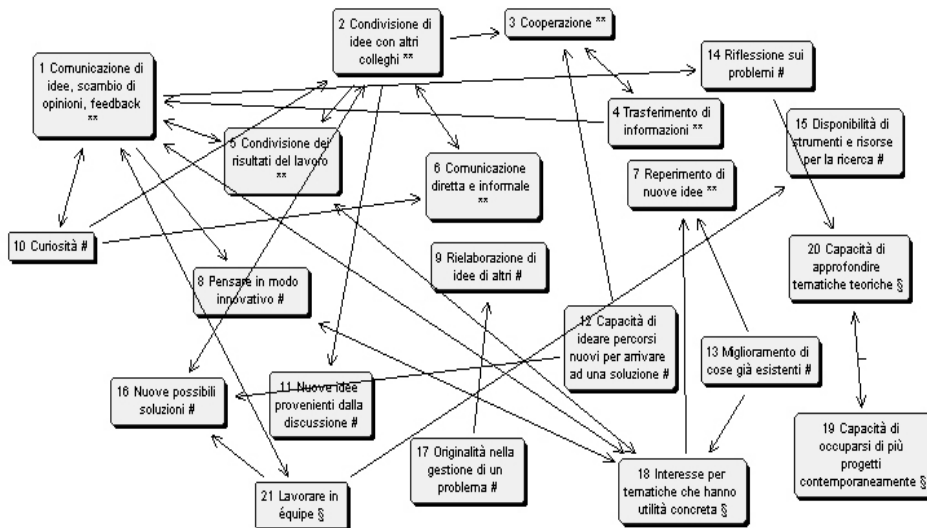 2 Condivisione di
idee con altri
colleghi **
3 Cooperazione **
1 Comunicazione di
idee, scambio di
opinioni, feedback
**
14 Riflessione sui
problemi #
4 Trasferimento di
informazioni **
5 Condivisione dei
risultati del lavoro
**
15 Disponibilità di
strumenti e risorse
per la ricerca #
6 Comunicazione
diretta e informale
**
7 Reperimento di
nuove idee **
10 Curiosità #
8 Pensare in modo
innovativo #
9 Rielaborazione di
idee di altri #
20 Capacità di
approfondire
tematiche teoriche §
12 Capacità di
ideare percorsi
nuovi per arrivare
ad una soluzione #
13 Miglioramento di
cose già esistenti #
16 Nuove possibili
soluzioni #
11 Nuove idee
provenienti dalla
discussione #
19 Capacità di
occuparsi di più
progetti
contemporaneamente §
17 Originalità nella
gestione di un
problema #
18 Interesse per
tematiche che hanno
utilità concreta §
21 Lavorare in
équipe §